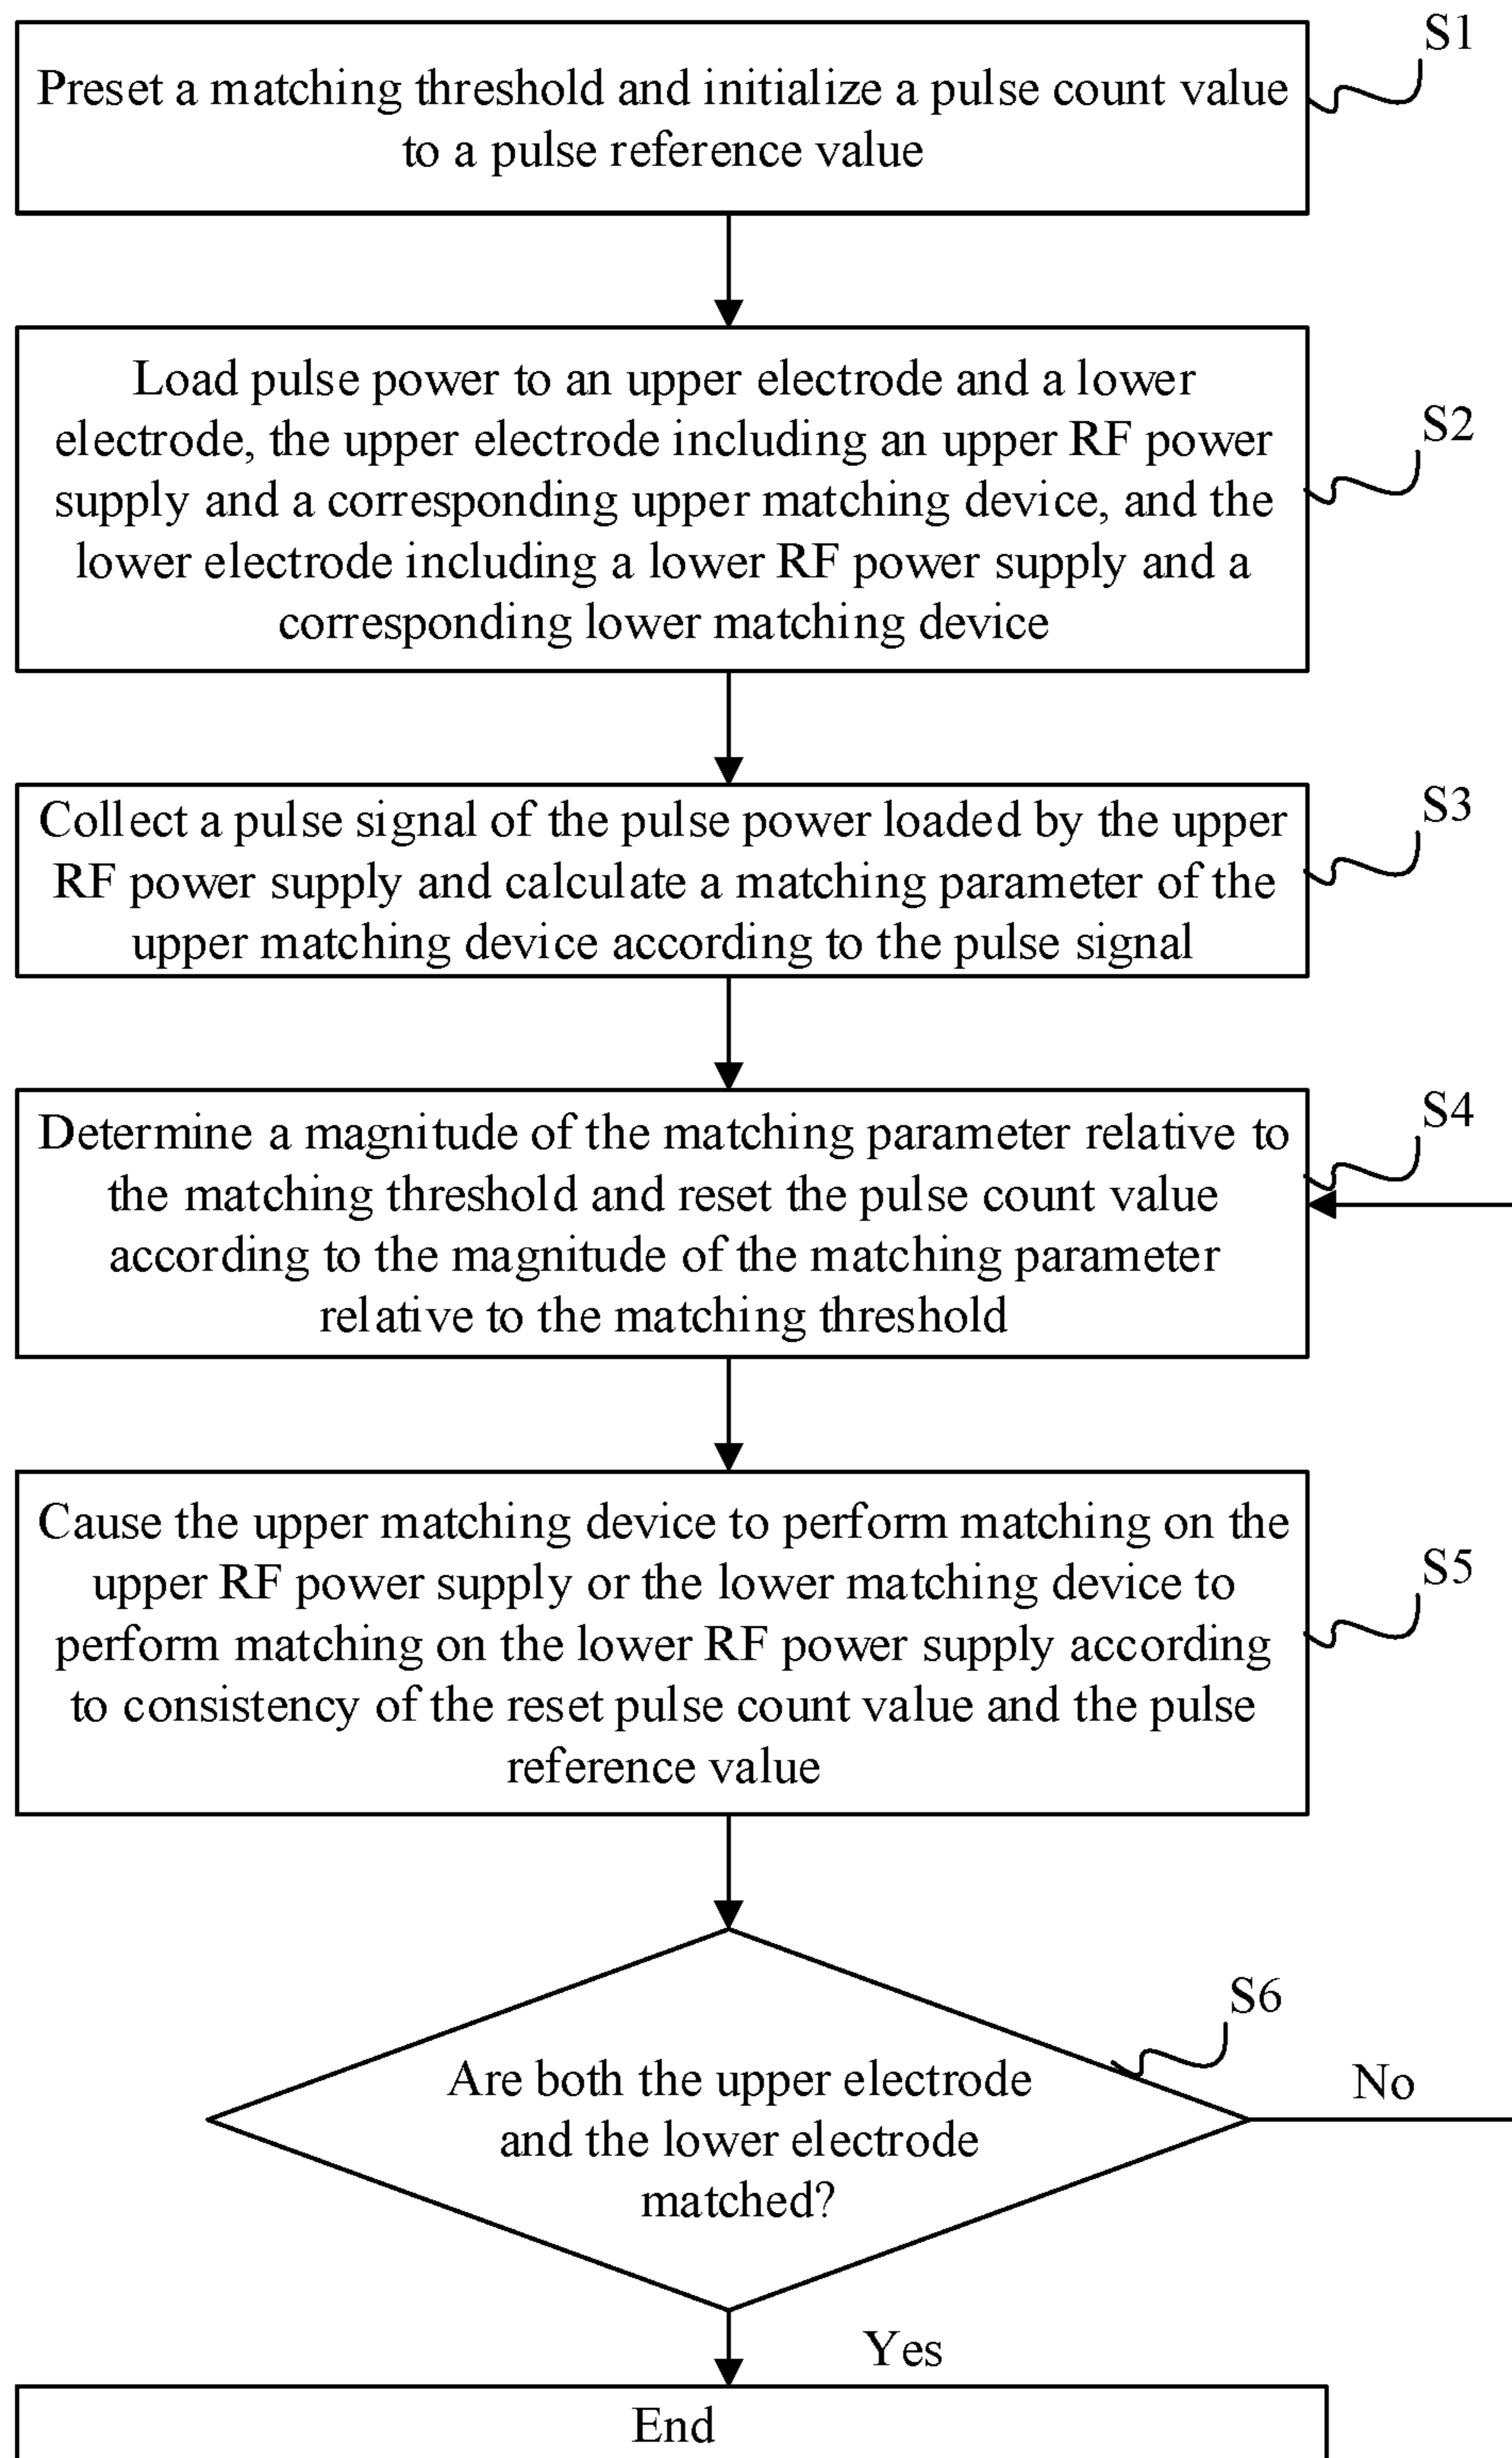 S1
Preset a matching threshold and initialize a pulse count value
to a pulse reference value
Load pulse power to an upper electrode and a lower
electrode, the upper electrode including an upper RF power
supply and a corresponding upper matching device, and the
lower electrode including a lower RF power supply and a
corresponding lower matching device
S2
Collect a pulse signal of the pulse power loaded by the upper
RF power supply and calculate a matching parameter of the
upper matching device according to the pulse signal
S3
Determine a magnitude of the matching parameter relative to
the matching threshold and reset the pulse count value
according to the magnitude of the matching parameter
relative to the matching threshold
S4
Cause the upper matching device to perform matching on the
upper RF power supply or the lower matching device to
perform matching on the lower RF power supply according
to consistency of the reset pulse count value and the pulse
reference value
S5
S6
Are both the upper electrode
and the lower electrode
matched?
No
Yes
End